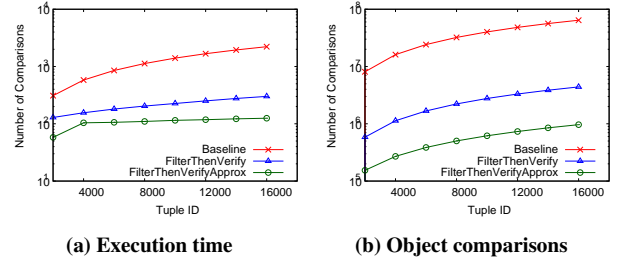 10^4
10^3
10^2
10^1
Number of Comparisons
Baseline
FilterThenVerify
FilterThenVerifyApprox
4000 8000 12000 16000
Tuple ID
(a) Execution time
10^8
10^7
10^6
10^5
Number of Comparisons
Baseline
FilterThenVerify
FilterThenVerifyApprox
4000 8000 12000 16000
Tuple ID
(b) Object comparisons